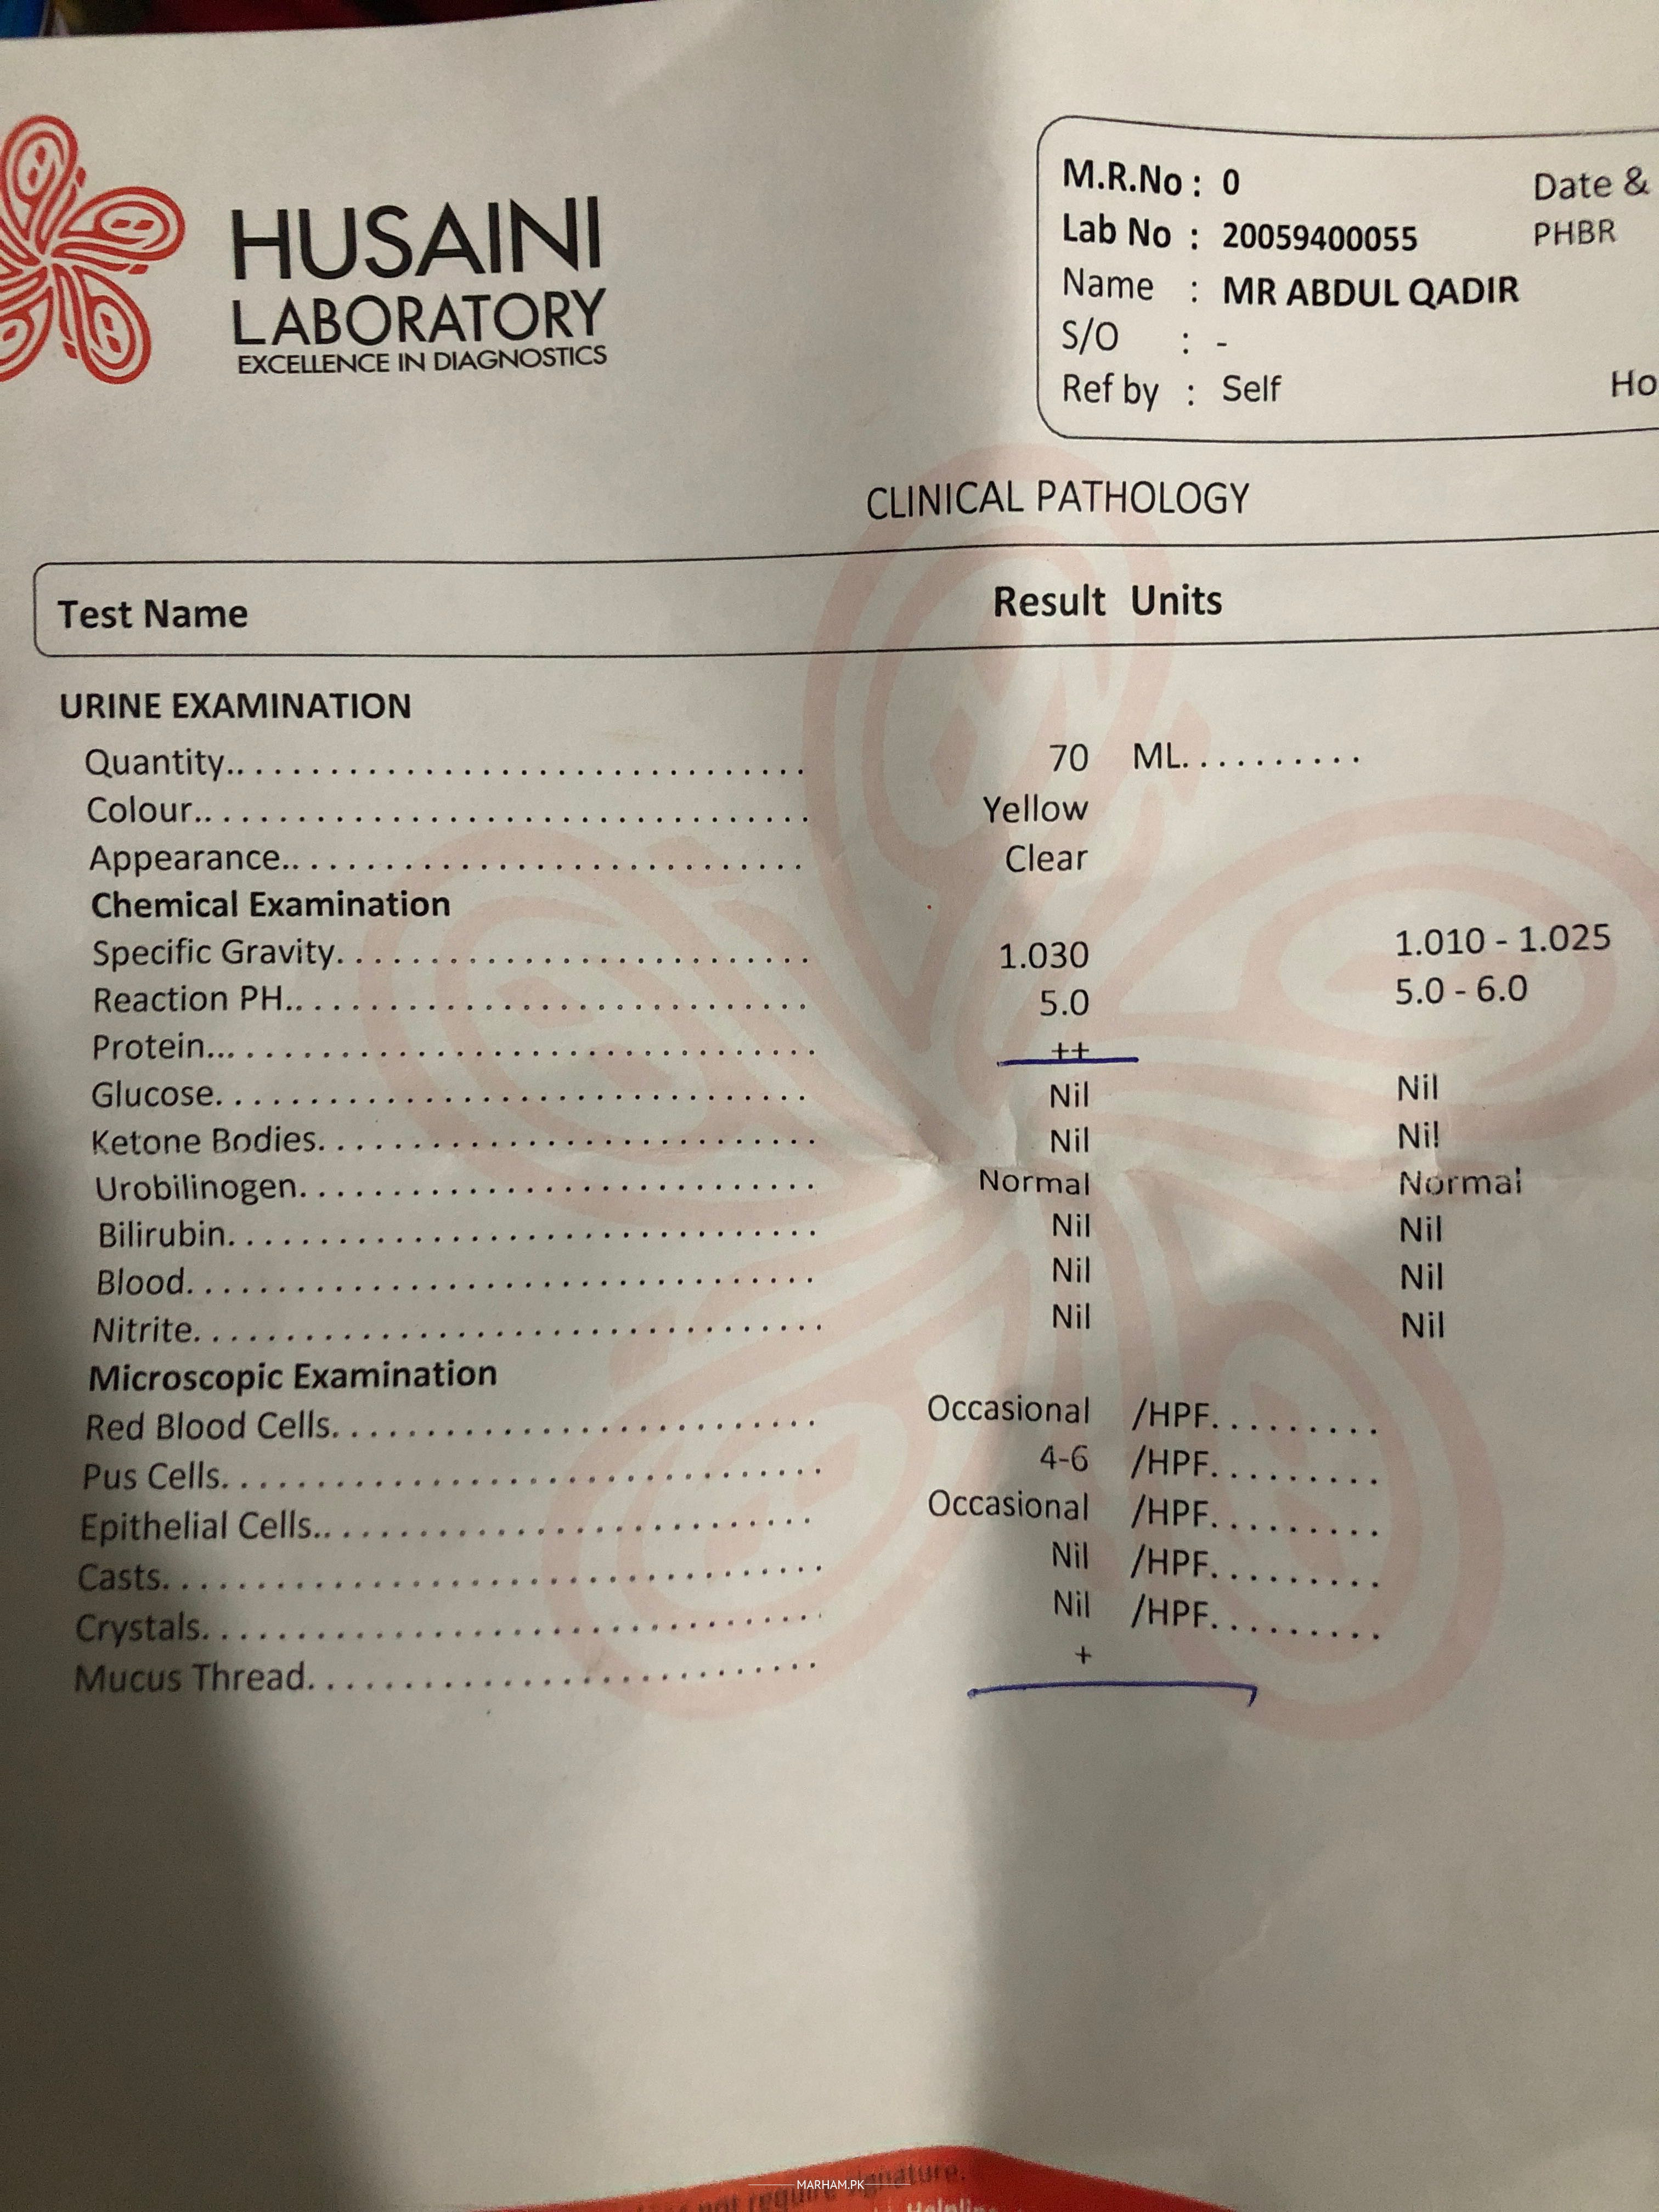 HUSAINI
LABORATORY
EXCELLENCE IN DIAGNOSTICS
M.R.No : 0 Date &
Lab No : 20059400055 PHBR
Name : MR ABDUL QADIR
S/O : -
Ref by : Self Ho
CLINICAL PATHOLOGY
Test Name Result Units
URINE EXAMINATION
Quantity 70 ML
Colour Yellow
Appearance Clear
Chemical Examination
Specific Gravity 1.030 1.010 - 1.025
Reaction PH 5.0 5.0 - 6.0
Protein ++
Glucose Nil Nil
Ketone Bodies Nil Nil
Urobilinogen Normal Normal
Bilirubin Nil Nil
Blood Nil Nil
Nitrite Nil Nil
Microscopic Examination
Red Blood Cells Occasional /HPF
Pus Cells 4-6 /HPF
Epithelial Cells Occasional /HPF
Casts Nil /HPF
Crystals Nil /HPF
Mucus Thread +
not require signature.
MARHAM.PK
Helpline